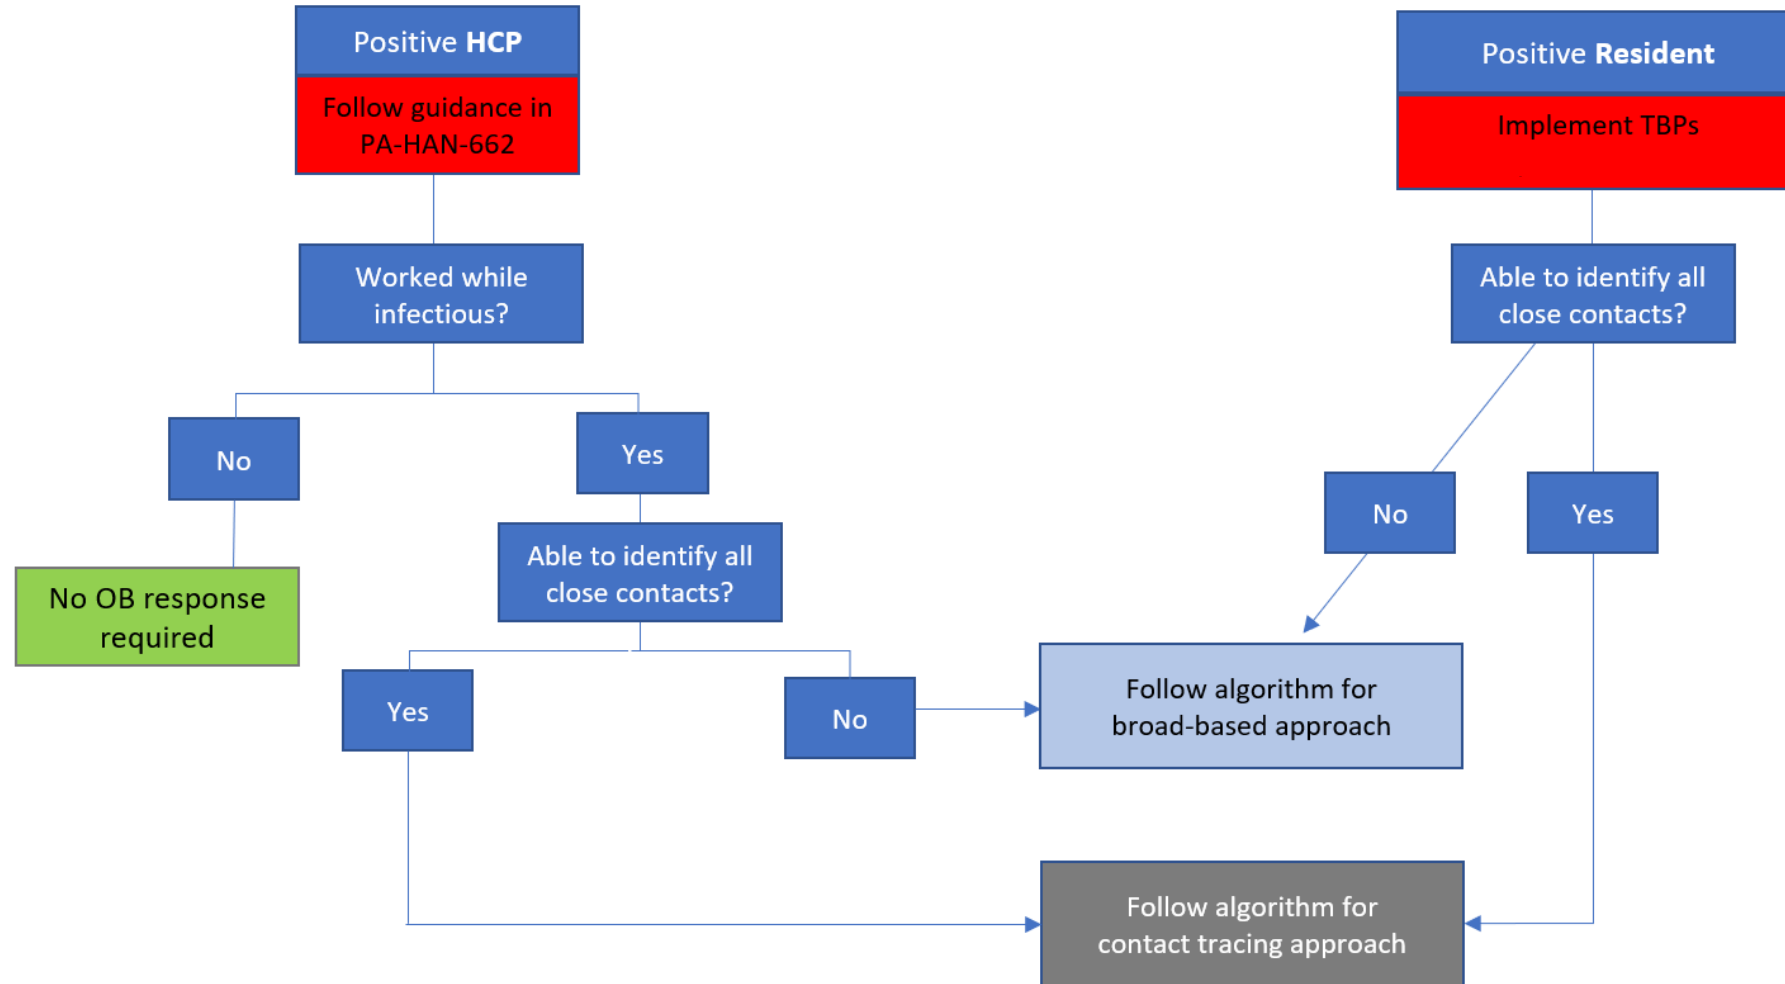 Positive HCP
Follow guidance in
PA-HAN-662
Positive Resident
Implement TBPs
Worked while
infectious?
Able to identify all
close contacts?
No
Yes
No
Yes
Able to identify all
close contacts?
No OB response
required
Yes
No
Follow algorithm for
broad-based approach
Follow algorithm for
contact tracing approach